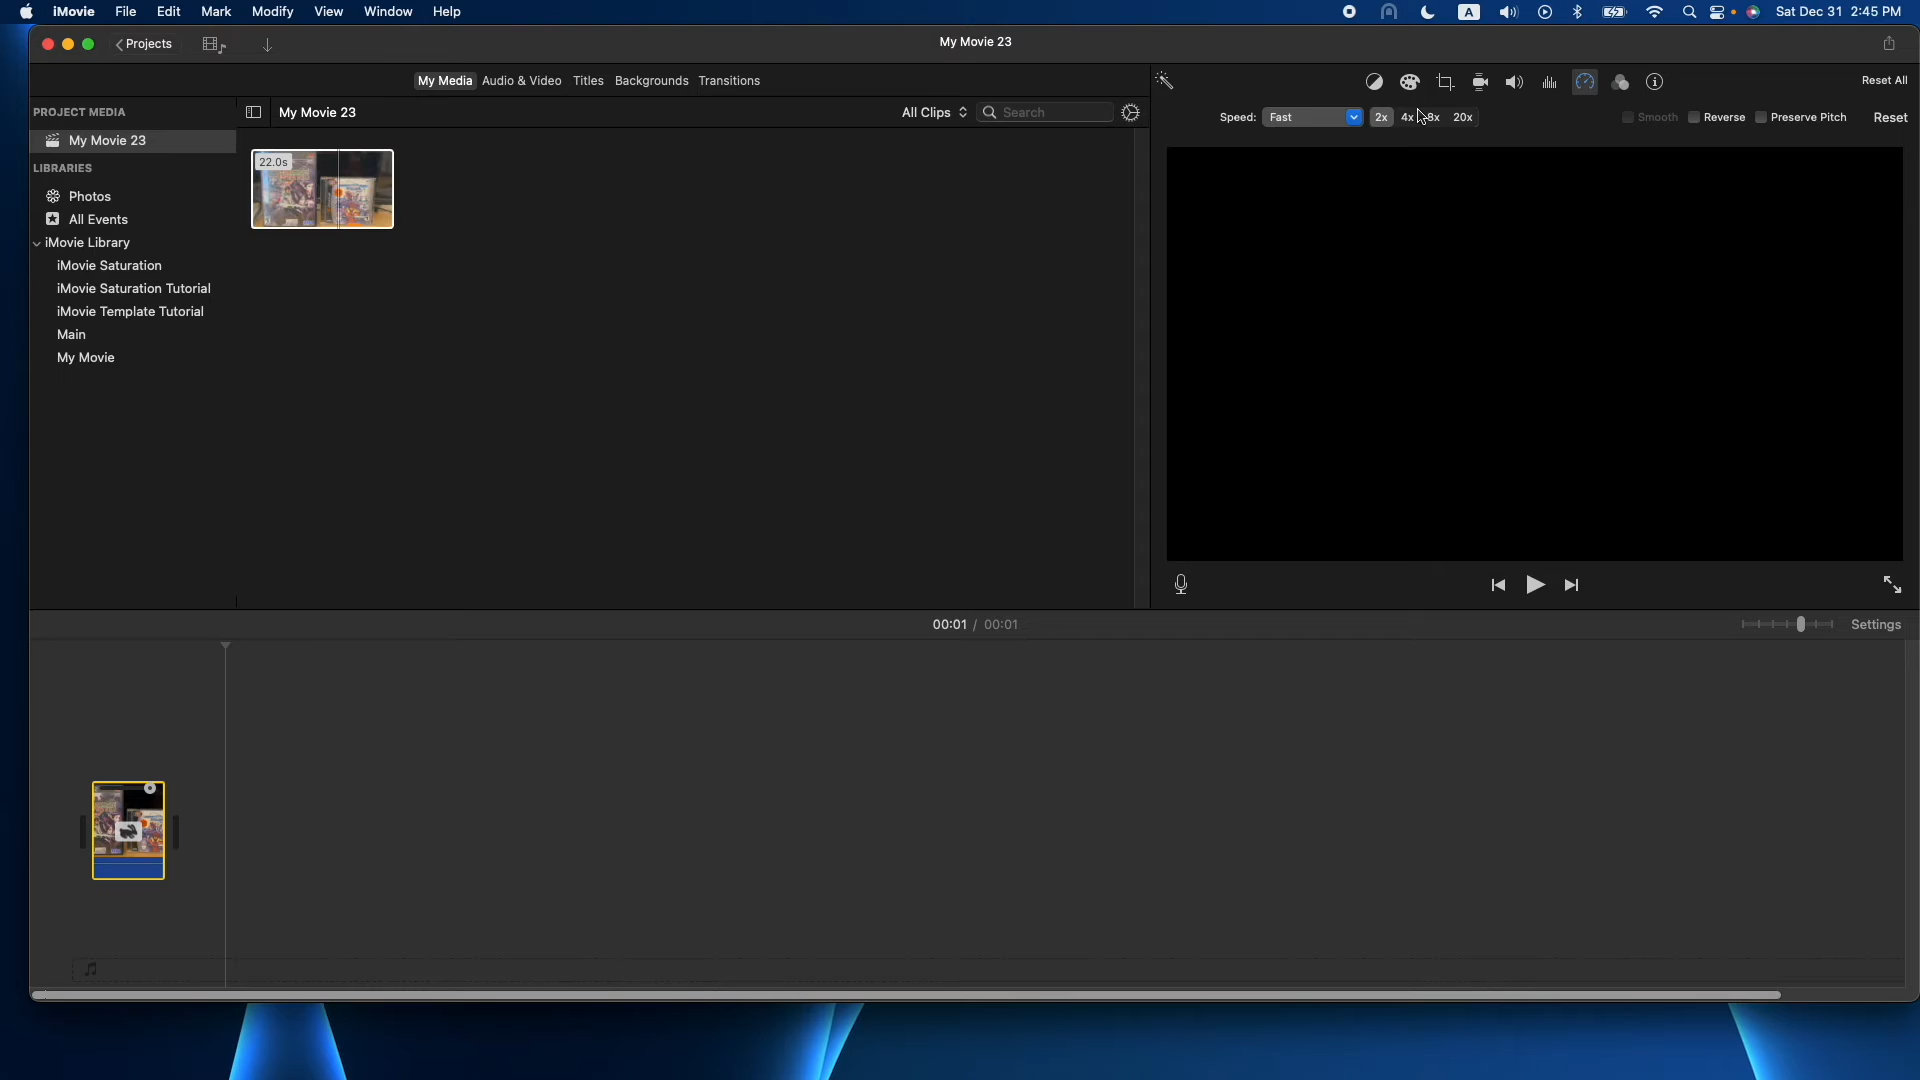 iMovie File Edit Mark Modify View Window Help A Sat Dec 31 2:45 PM
Projects My Movie 23
My Media Audio & Video Titles Backgrounds Transitions Reset All
PROJECT MEDIA My Movie 23 All Clips Search Speed: Fast 2x 4x 8x 20x Smooth Reverse Preserve Pitch Reset
My Movie 23
22.0s
LIBRARIES
Photos
All Events
iMovie Library
iMovie Saturation
iMovie Saturation Tutorial
iMovie Template Tutorial
Main
My Movie
00:01 / 00:01 Settings